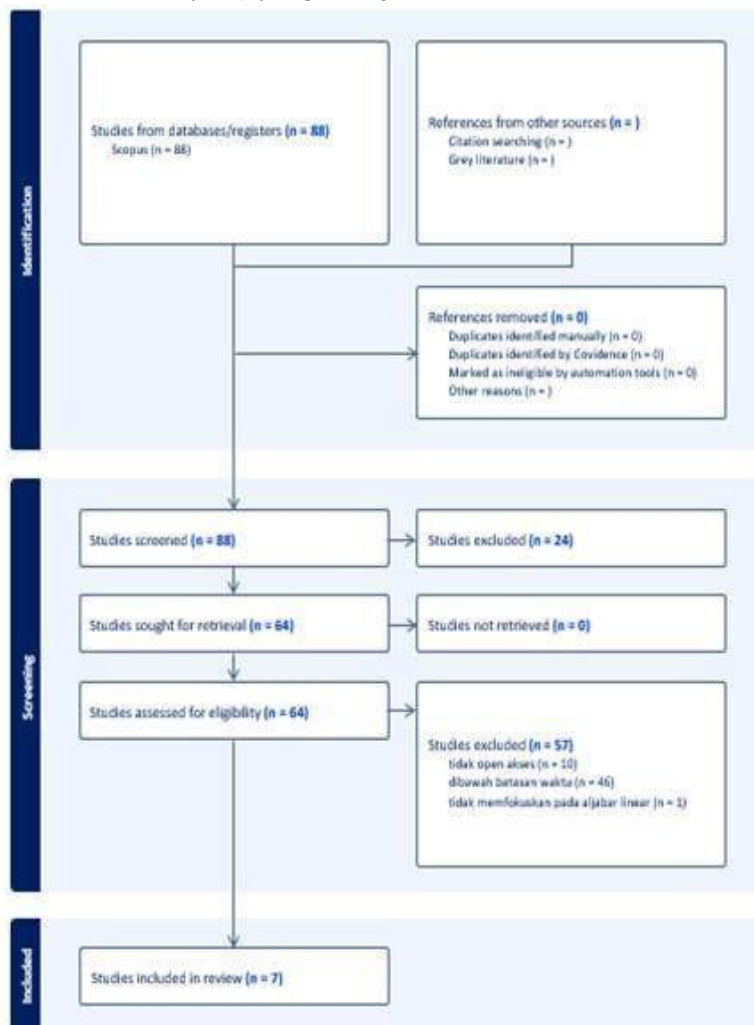 Identification
Studies from databases/registers (n = 88)
Scopus (n = 88)
References from other sources (n = )
Citation searching (n = )
Grey literature (n = )
References removed (n = 0)
Duplicates identified manually (n = 0)
Duplicates identified by Covidence (n = 0)
Marked as ineligible by automation tools (n = 0)
Other reasons (n = )
Screening
Studies screened (n = 88)
Studies excluded (n = 24)
Studies sought for retrieval (n = 64)
Studies not retrieved (n = 0)
Studies assessed for eligibility (n = 64)
Studies excluded (n = 57)
tidak open akses (n = 10)
dibawah batasan waktu (n = 46)
tidak memfokuskan pada aljabar linear (n = 1)
Included
Studies included in review (n = 7)